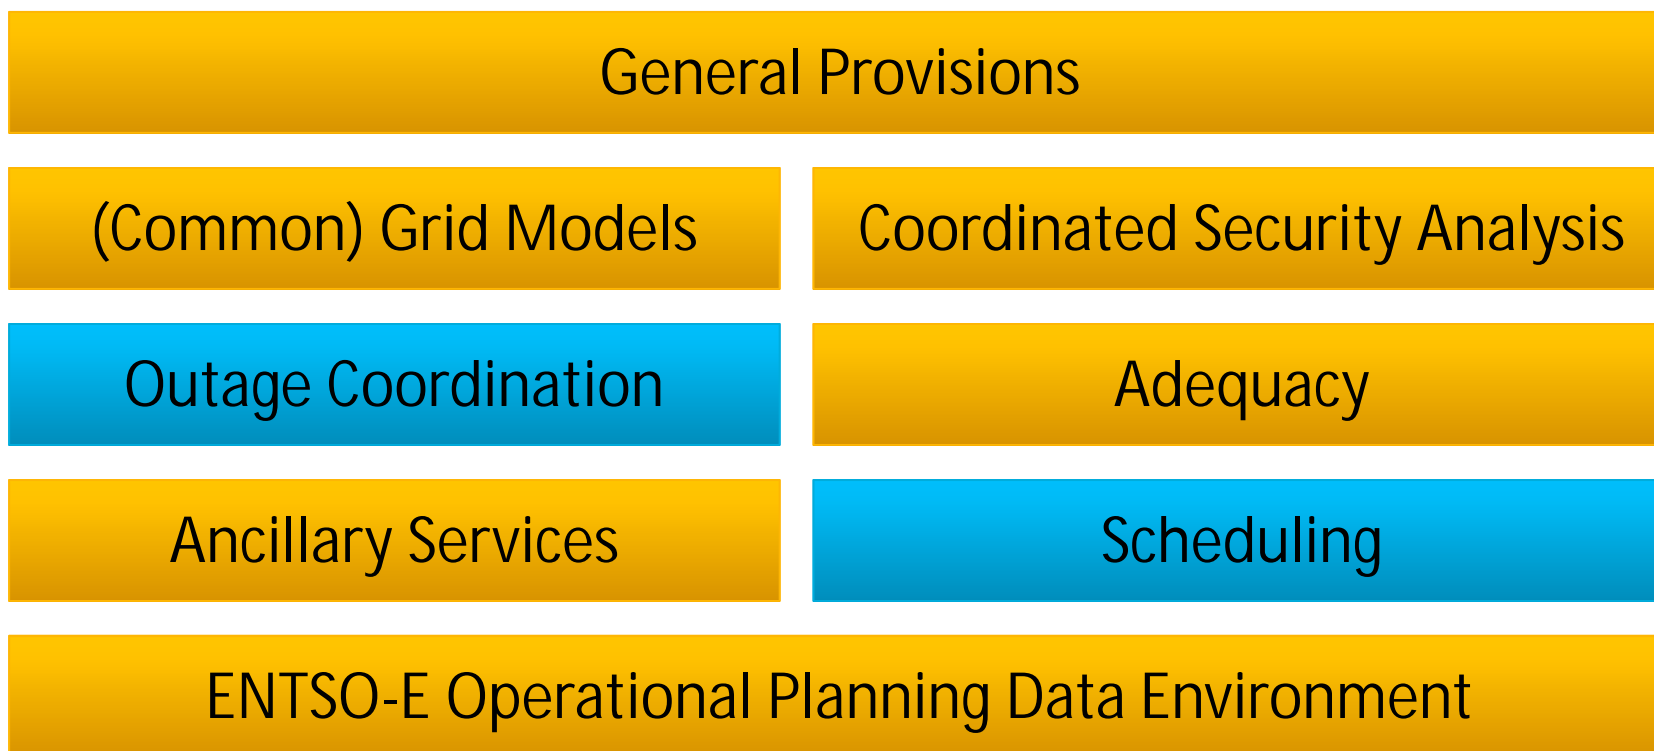 General Provisions
(Common) Grid Models
Coordinated Security Analysis
Outage Coordination
Adequacy
Ancillary Services
Scheduling
ENTSO-E Operational Planning Data Environment